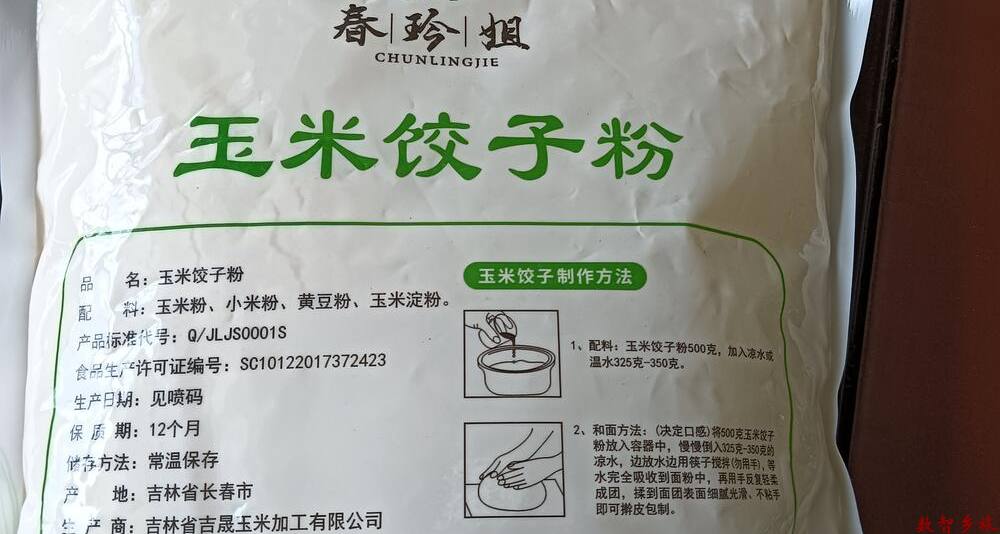 春玲姐
CHUNLINGJIE
玉米饺子粉
品 名：玉米饺子粉
配 料：玉米粉、小米粉、黄豆粉、玉米淀粉。
产品标准代号：Q/JLJS0001S
食品生产许可证编号：SC10122017372423
生产日期：见喷码
保 质 期：12个月
储存方法：常温保存
产 地：吉林省长春市
生 产 商：吉林省吉晟玉米加工有限公司
玉米饺子制作方法
1、配料：玉米饺子粉500克，加入凉水或
温水325克-350克。
2、和面方法：(决定口感)将500克玉米饺子
粉放入容器中，慢慢倒入325克-350克的
凉水，边放水边用筷子搅拌(勿用手)，等
水完全吸收到面粉中，再用手反复轻柔
成团，揉到面团表面细腻光滑、不粘手
即可擀皮包制。
数智乡旅